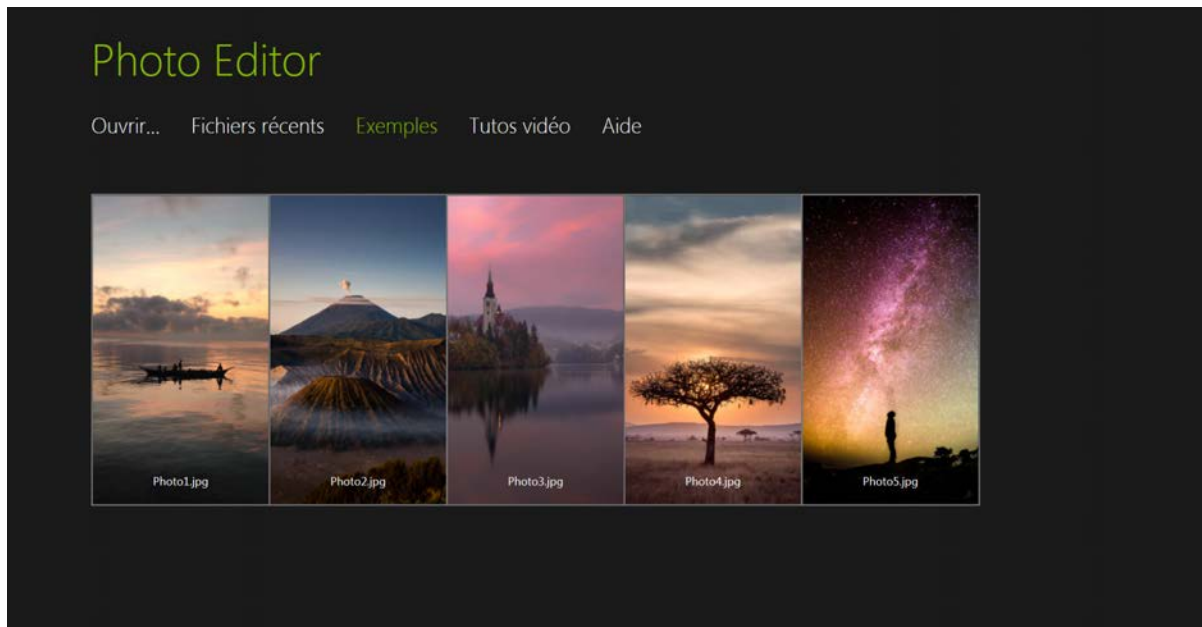 Photo Editor
Ouvrir... Fichiers récents Exemples Tutos vidéo Aide
Photo1.jpg Photo2.jpg Photo3.jpg Photo4.jpg Photo5.jpg